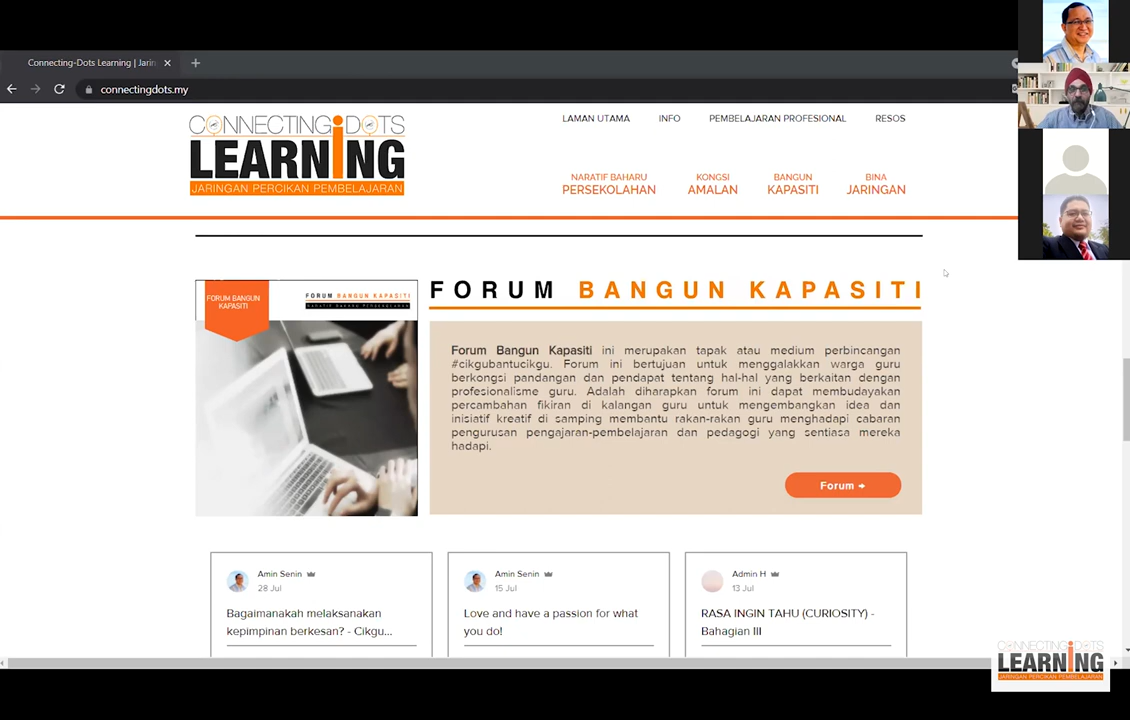 Connecting-Dots Learning | Jarin
connectingdots.my
CONNECTING DOTS
LEARNING
JARINGAN PERCIKAN PEMBELAJARAN
LAMAN UTAMA INFO PEMBELAJARAN PROFESIONAL RESOS
NARATIF BAHARU KONGSI BANGUN BINA
PERSEKOLAHAN AMALAN KAPASITI JARINGAN
FORUM BANGUN
KAPASITI
FORUM BANGUN KAPASITI
NARATIF BAHARU PERSEKOLAHAN
FORUM BANGUN KAPASITI
Forum Bangun Kapasiti ini merupakan tapak atau medium perbincangan
#cikgubantucikgu. Forum ini bertujuan untuk menggalakkan warga guru
berkongsi pandangan dan pendapat tentang hal-hal yang berkaitan dengan
profesionalisme guru. Adalah diharapkan forum ini dapat membudayakan
percambahan fikiran di kalangan guru untuk mengembangkan idea dan
inisiatif kreatif di samping membantu rakan-rakan guru menghadapi cabaran
pengurusan pengajaran-pembelajaran dan pedagogi yang sentiasa mereka
hadapi.
Forum →
Amin Senin
28 Jul
Bagaimanakah melaksanakan
kepimpinan berkesan? - Cikgu...
Amin Senin
15 Jul
Love and have a passion for what
you do!
Admin H
13 Jul
RASA INGIN TAHU (CURIOSITY) -
Bahagian III
CONNECTING DOTS
LEARNING
JARINGAN PERCIKAN PEMBELAJARAN